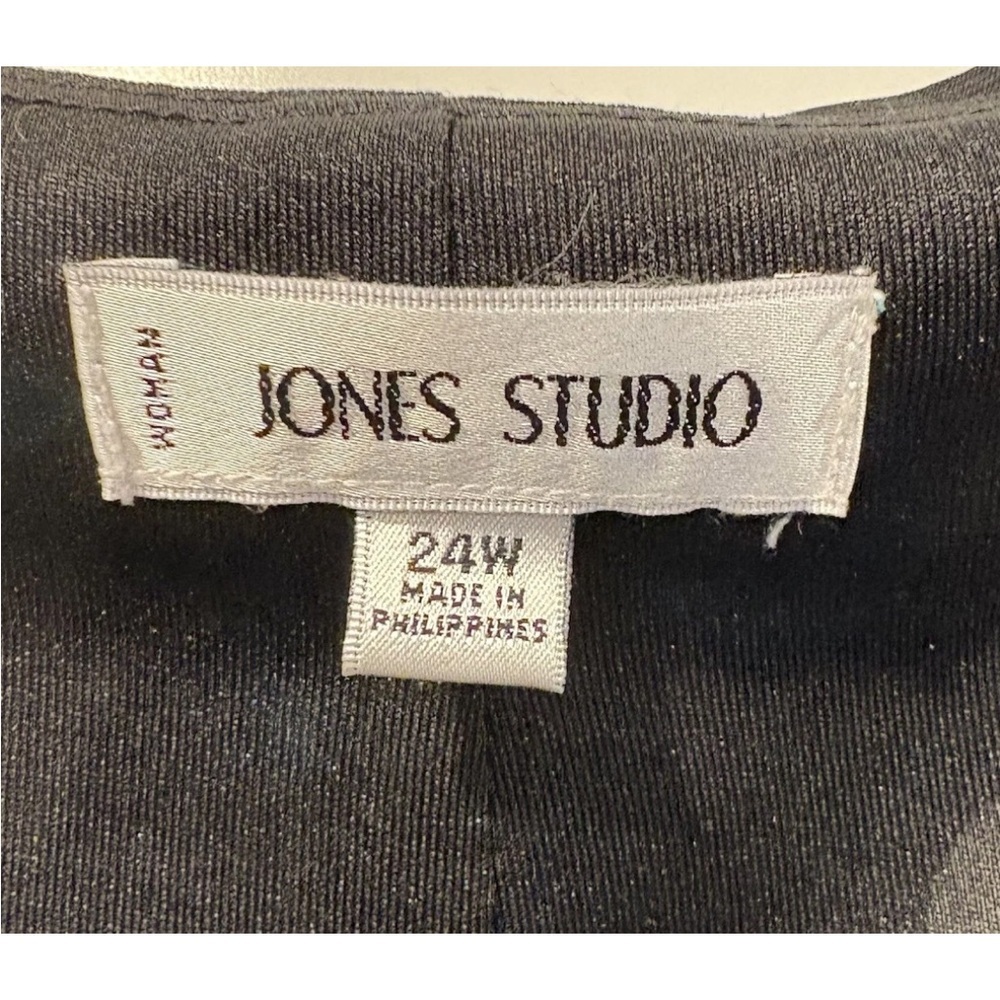 WOMAN
JONES STUDIO
24W
MADE IN
PHILIPPINES